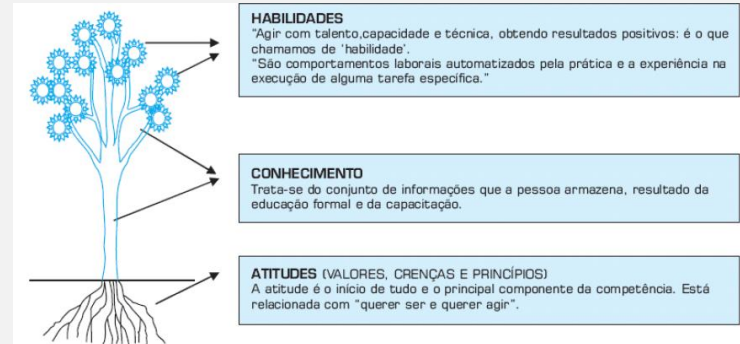 HABILIDADES
"Agir com talento,capacidade e técnica, obtendo resultados positivos: é o que
chamamos de 'habilidade'.
"São comportamentos laborais automatizados pela prática e a experiência na
execução de alguma tarefa específica."
CONHECIMENTO
Trata-se do conjunto de informações que a pessoa armazena, resultado da
educação formal e da capacitação.
ATITUDES (VALORES, CRENÇAS E PRINCÍPIOS)
A atitude é o início de tudo e o principal componente da competência. Está
relacionada com "querer ser e querer agir".